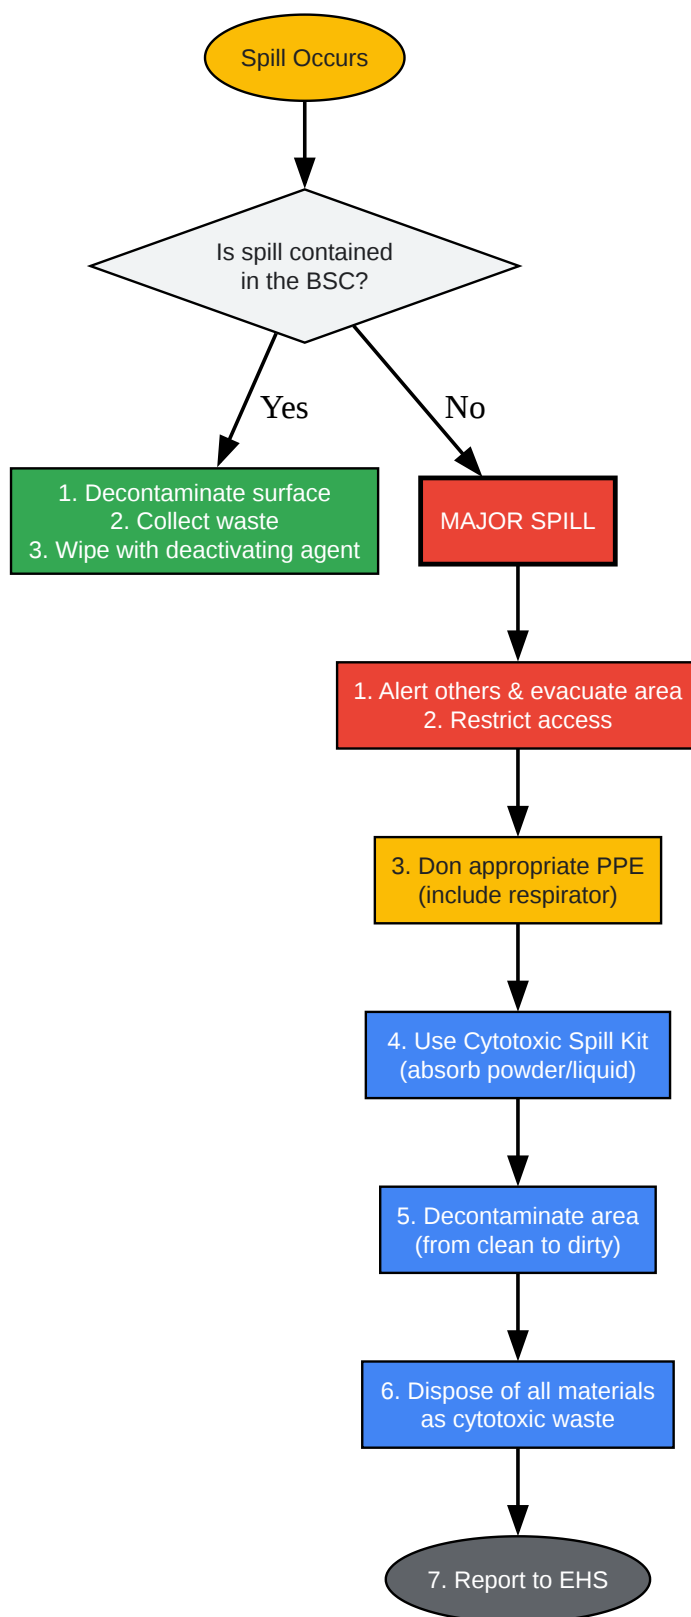 Spill Occurs
Is spill contained
in the BSC?
Yes
No
1. Decontaminate surface
2. Collect waste
3. Wipe with deactivating agent
MAJOR SPILL
1. Alert others & evacuate area
2. Restrict access
3. Don appropriate PPE
(include respirator)
4. Use Cytotoxic Spill Kit
(absorb powder/liquid)
5. Decontaminate area
(from clean to dirty)
6. Dispose of all materials
as cytotoxic waste
7. Report to EHS